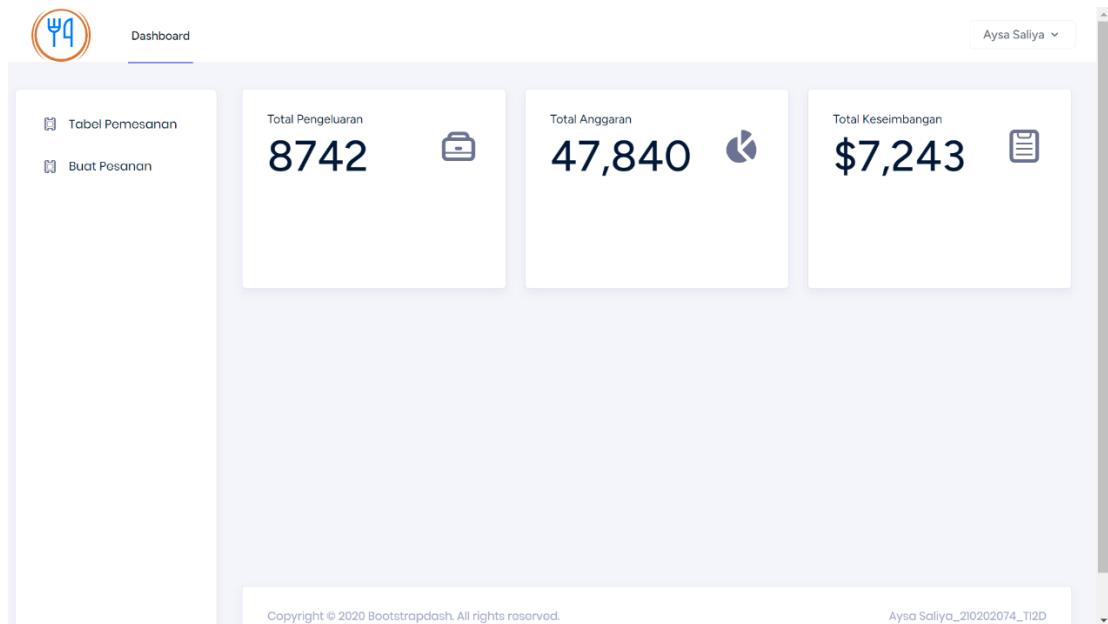 Dashboard
Aysa Saliya
Tabel Pemesanan
Buat Pesanan
Total Pengeluaran
8742
Total Anggaran
47,840
Total Keseimbangan
$7,243
Copyright © 2020 Bootstrapdash. All rights reserved.
Aysa Saliya_210202074_TI2D